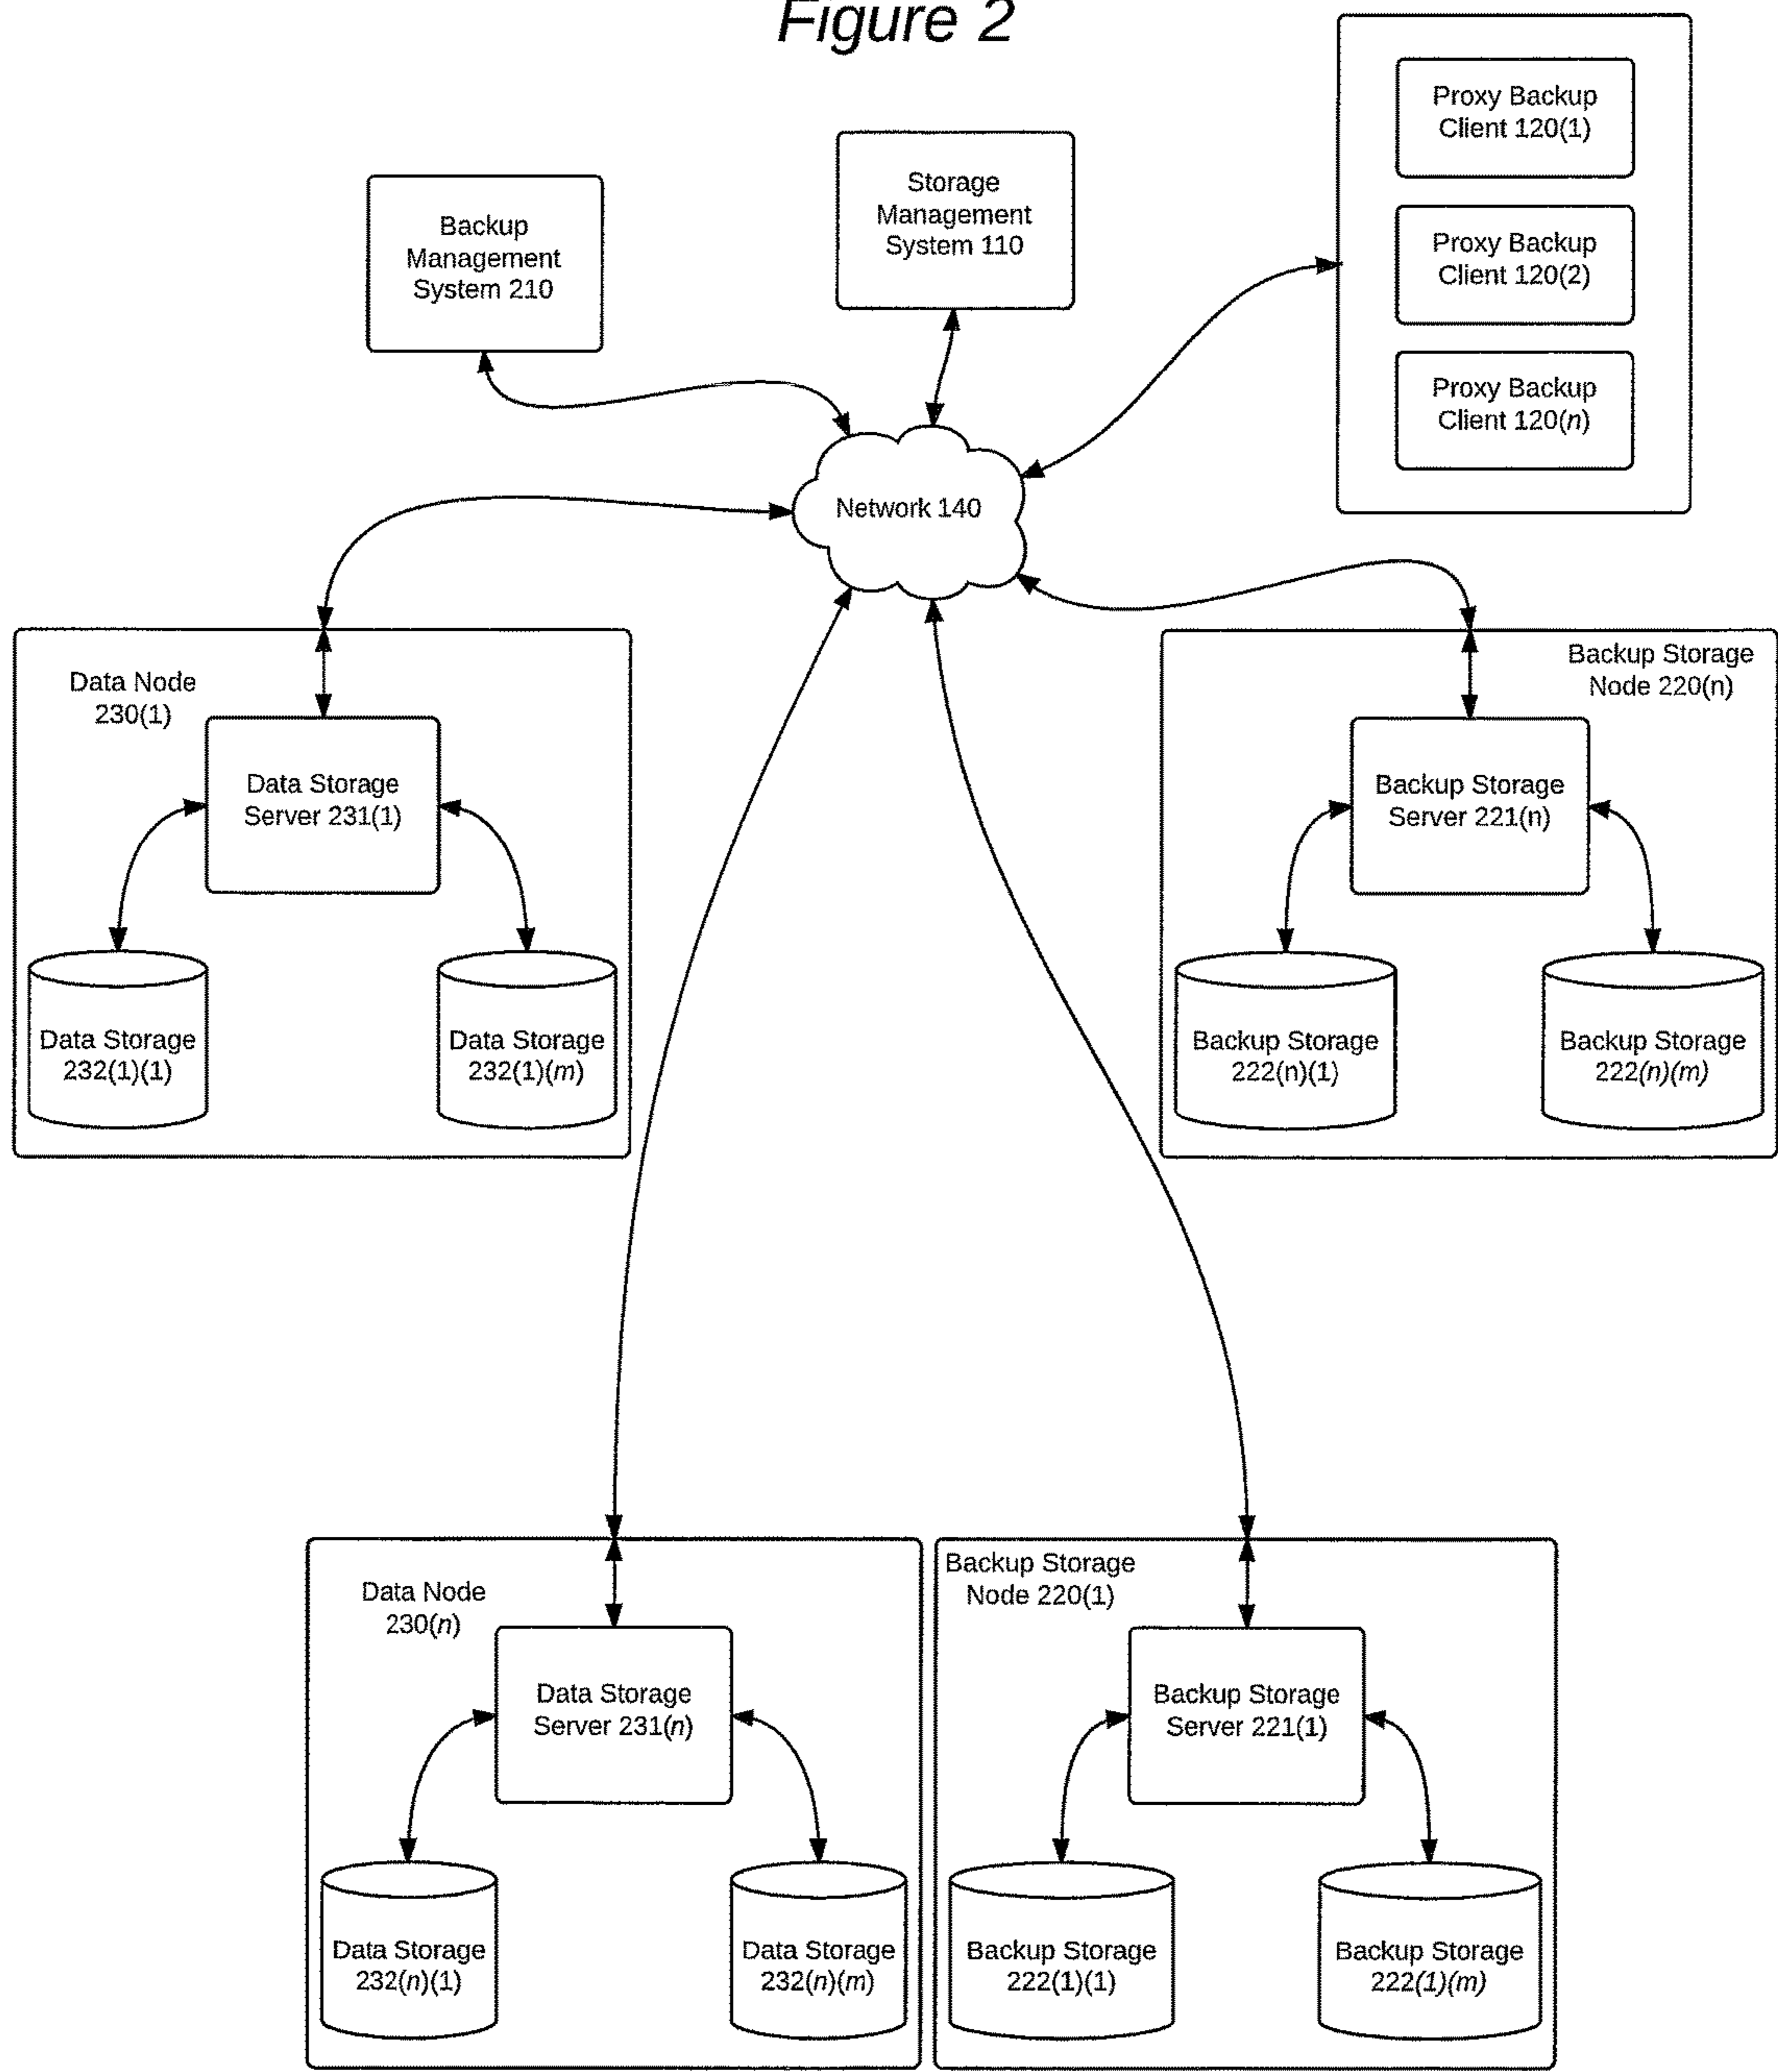 Figure 2
Proxy Backup
Client 120(1)
Proxy Backup
Client 120(2)
Proxy Backup
Client 120(n)
Storage
Management
System 110
Backup
Management
System 210
Network 140
Data Node
230(1)
Data Storage
Server 231(1)
Data Storage
232(1)(1)
Data Storage
232(1)(m)
Backup Storage
Node 220(n)
Backup Storage
Server 221(n)
Backup Storage
222(n)(1)
Backup Storage
222(n)(m)
Data Node
230(n)
Data Storage
Server 231(n)
Data Storage
232(n)(1)
Data Storage
232(n)(m)
Backup Storage
Node 220(1)
Backup Storage
Server 221(1)
Backup Storage
222(1)(1)
Backup Storage
222(1)(m)